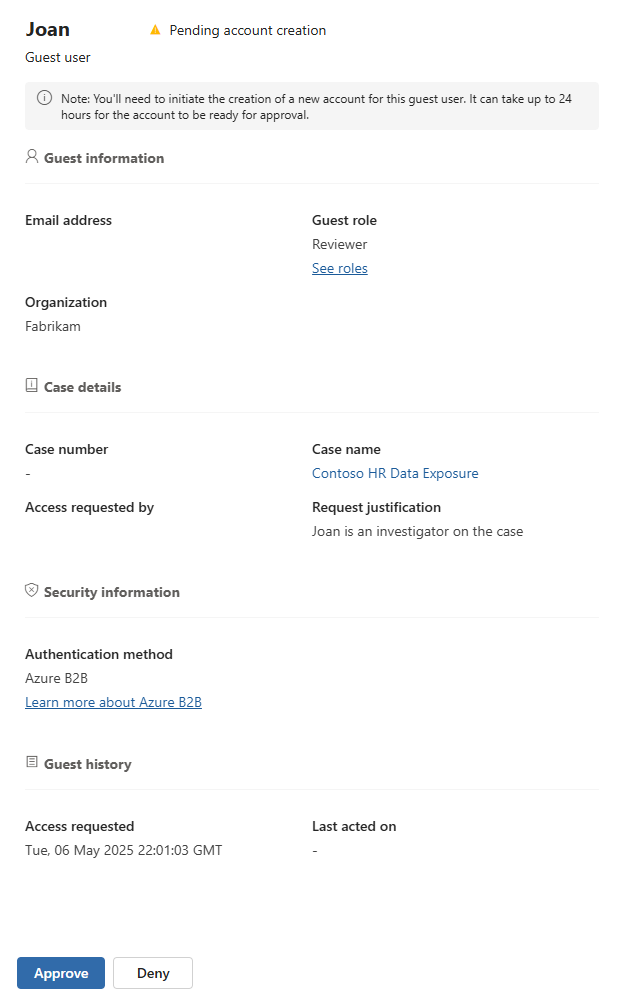 Joan
Pending account creation
Guest user
Note: You'll need to initiate the creation of a new account for this guest user. It can take up to 24
hours for the account to be ready for approval.
Guest information
Email address
Guest role
Reviewer
See roles
Organization
Fabrikam
Case details
Case number
-
Case name
Contoso HR Data Exposure
Access requested by
Request justification
Joan is an investigator on the case
Security information
Authentication method
Azure B2B
Learn more about Azure B2B
Guest history
Access requested
Tue, 06 May 2025 22:01:03 GMT
Last acted on
-
Approve
Deny